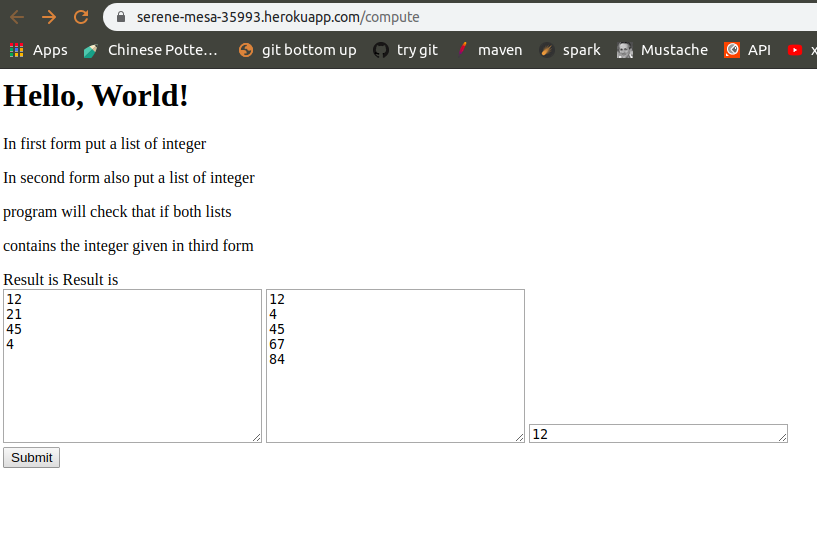 serene-mesa-35993.herokuapp.com/compute
Apps Chinese Potte… git bottom up try git maven spark Mustache API x
Hello, World!
In first form put a list of integer
In second form also put a list of integer
program will check that if both lists
contains the integer given in third form
Result is Result is
12
21
45
4
12
4
45
67
84
12
Submit